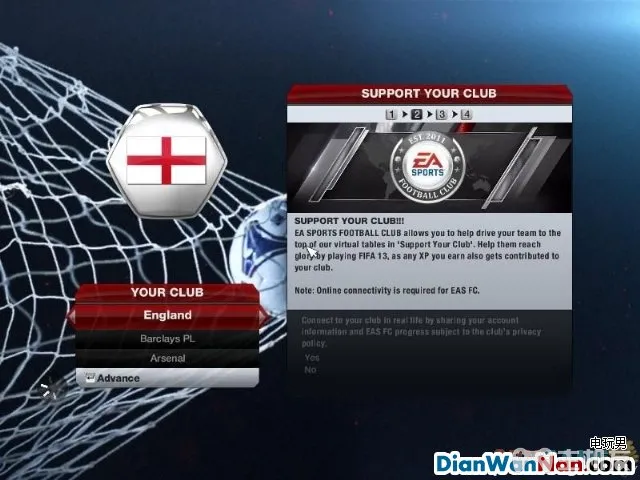 SUPPORT YOUR CLUB
1 2 3 4
EST. 2011
EA
SPORTS
FOOTBALL CLUB
SUPPORT YOUR CLUB!!!
EA SPORTS FOOTBALL CLUB allows you to help drive your team to the
top of our virtual tables in 'Support Your Club'. Help them reach
glory by playing FIFA 13, as any XP you earn also gets contributed to
your club.
Note: Online connectivity is required for EAS FC.
Connect to your club in real life by sharing your account
information and EAS FC progress subject to the club's privacy
policy.
Yes
No
YOUR CLUB
England
Barclays PL
Arsenal
Advance
电玩男
DianWanNan.com